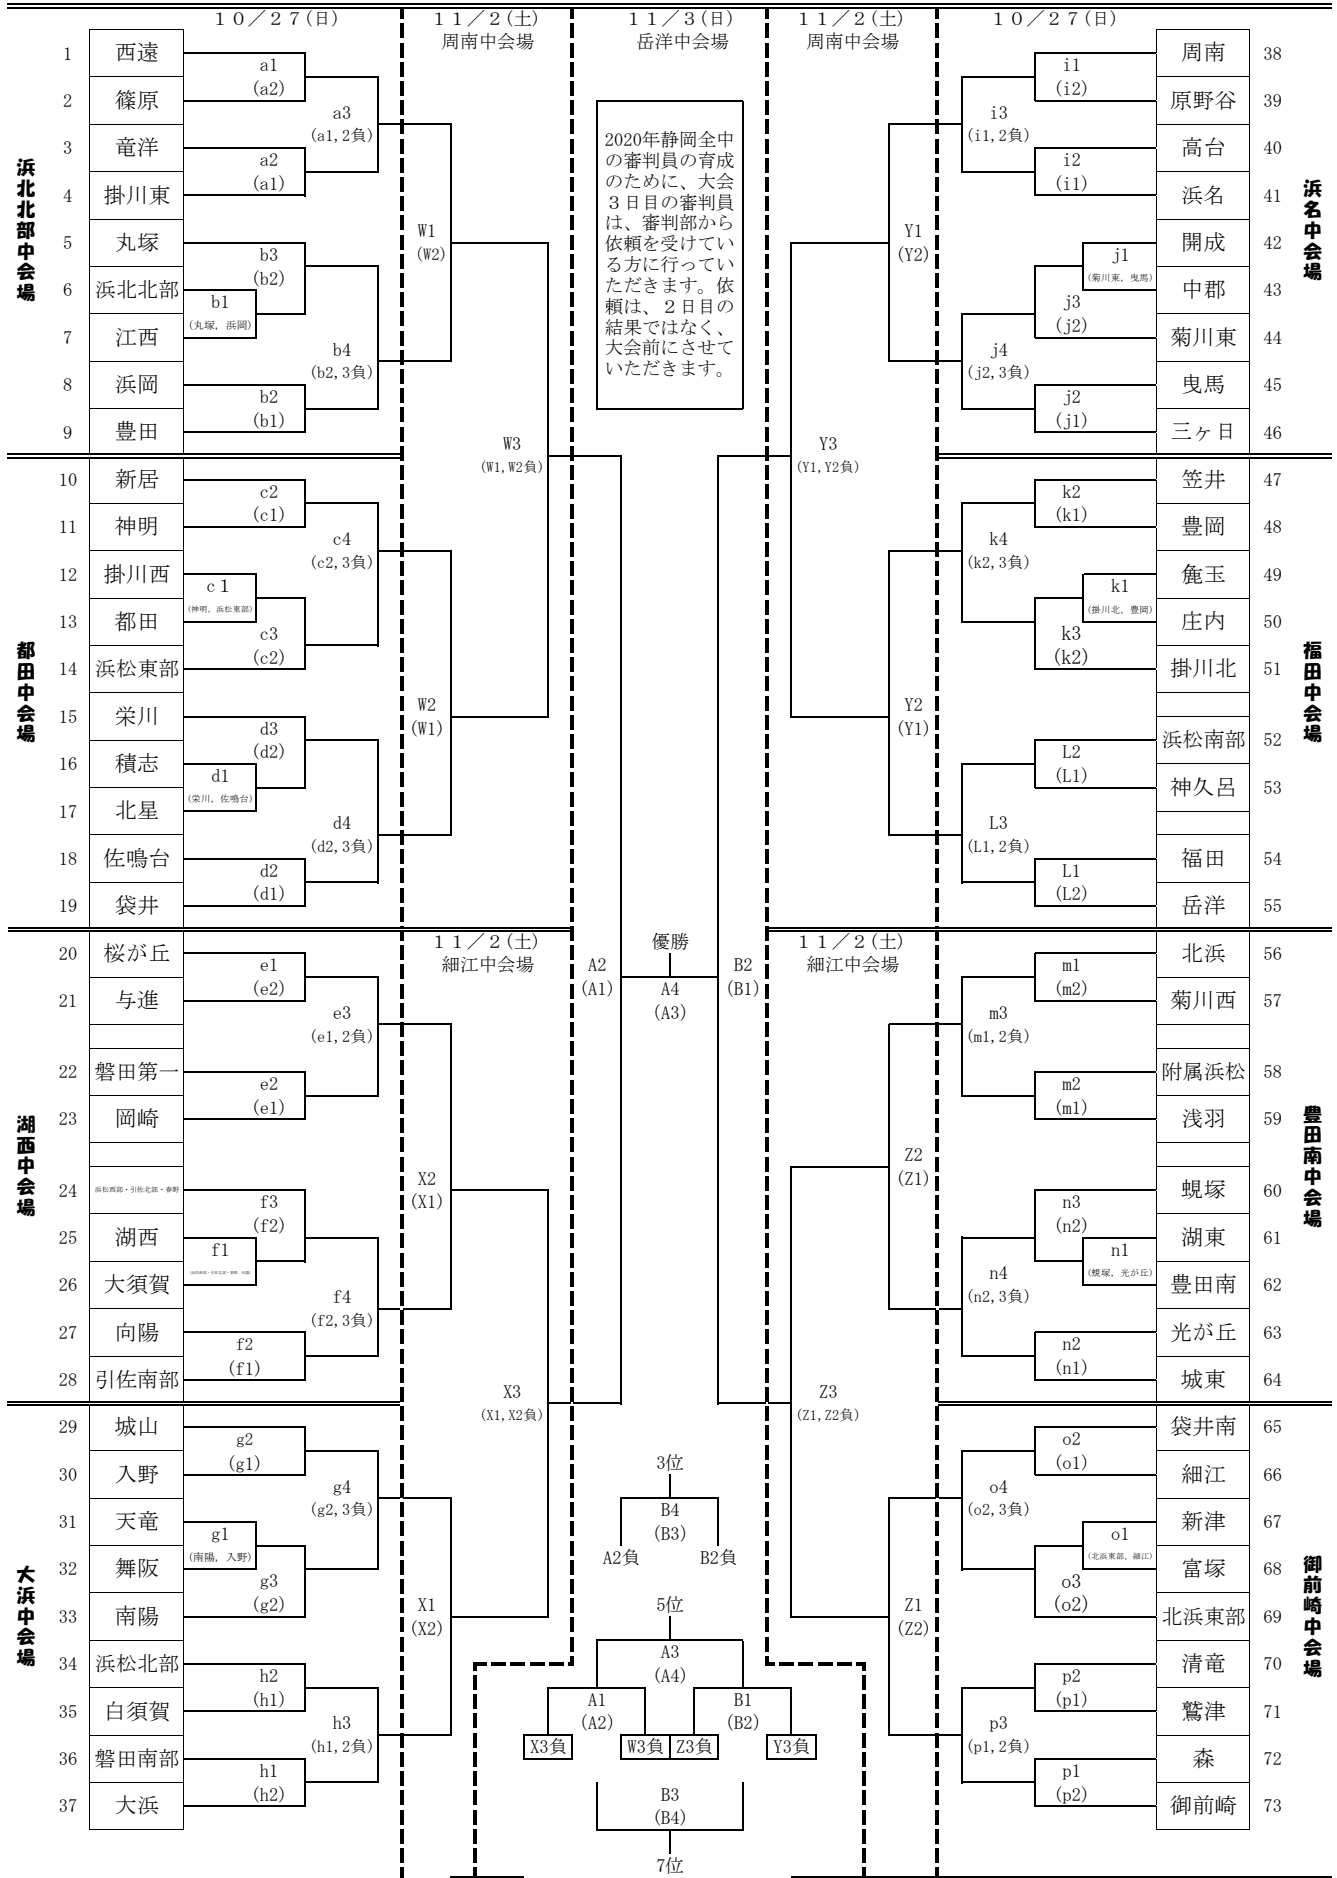 １０／２７(日)
１１／２(土)
周南中会場
１１／３(日)
岳洋中会場
１１／２(土)
周南中会場
１０／２７(日)
浜北北部中会場
1 西遠
2 篠原
3 竜洋
4 掛川東
5 丸塚
6 浜北北部
7 江西
8 浜岡
9 豊田
a1
(a2)
a2
(a1)
a3
(a1,2負)
b3
(b2)
b1
(丸塚, 浜岡)
b2
(b1)
b4
(b2,3負)
都田中会場
10 新居
11 神明
12 掛川西
13 都田
14 浜松東部
15 栄川
16 積志
17 北星
18 佐鳴台
19 袋井
c2
(c1)
c１
(神明, 浜松東部)
c3
(c2)
c4
(c2,3負)
d3
(d2)
d1
(栄川, 佐鳴台)
d2
(d1)
d4
(d2,3負)
W1
(W2)
W2
(W1)
W3
(W1,W2負)
湖西中会場
20 桜が丘
21 与進
22 磐田第一
23 岡崎
24 浜松西部・引佐北部・春野
25 湖西
26 大須賀
27 向陽
28 引佐南部
e1
(e2)
e2
(e1)
e3
(e1,2負)
f3
(f2)
f1
f2
(f1)
f4
(f2,3負)
大浜中会場
29 城山
30 入野
31 天竜
32 舞阪
33 南陽
34 浜松北部
35 白須賀
36 磐田南部
37 大浜
g2
(g1)
g1
(南陽, 入野)
g3
(g2)
g4
(g2,3負)
h2
(h1)
h1
(h2)
h3
(h1,2負)
１１／２(土)
細江中会場
X2
(X1)
X1
(X2)
X3
(X1,X2負)
2020年静岡全中
の審判員の育成
のために、大会
３日目の審判員
は、審判部から
依頼を受けてい
る方に行ってい
ただきます。依
頼は、２日目の
結果ではなく、
大会前にさせて
いただきます。
優勝
A2
(A1)
A4
(A3)
B2
(B1)
3位
B4
(B3)
A2負
B2負
5位
A3
(A4)
A1
(A2)
B1
(B2)
X3負
W3負
Z3負
Y3負
B3
(B4)
7位
浜名中会場
周南 38
原野谷 39
高台 40
浜名 41
開成 42
中郡 43
菊川東 44
曳馬 45
三ヶ日 46
i1
(i2)
i2
(i1)
i3
(i1,2負)
j1
(菊川東, 曳馬)
j3
(j2)
j2
(j1)
j4
(j2,3負)
福田中会場
笠井 47
豊岡 48
麁玉 49
庄内 50
掛川北 51
浜松南部 52
神久呂 53
福田 54
岳洋 55
k2
(k1)
k1
(掛川北, 豊岡)
k3
(k2)
k4
(k2,3負)
L2
(L1)
L1
(L2)
L3
(L1,2負)
Y1
(Y2)
Y2
(Y1)
Y3
(Y1,Y2負)
１１／２(土)
細江中会場
豊田南中会場
北浜 56
菊川西 57
附属浜松 58
浅羽 59
蜆塚 60
湖東 61
豊田南 62
光が丘 63
城東 64
m1
(m2)
m2
(m1)
m3
(m1,2負)
n3
(n2)
n1
(蜆塚, 光が丘)
n2
(n1)
n4
(n2,3負)
御前崎中会場
袋井南 65
細江 66
新津 67
富塚 68
北浜東部 69
清竜 70
鷲津 71
森 72
御前崎 73
o2
(o1)
o1
(北浜東部, 細江)
o3
(o2)
o4
(o2,3負)
p2
(p1)
p1
(p2)
p3
(p1,2負)
Z2
(Z1)
Z1
(Z2)
Z3
(Z1,Z2負)